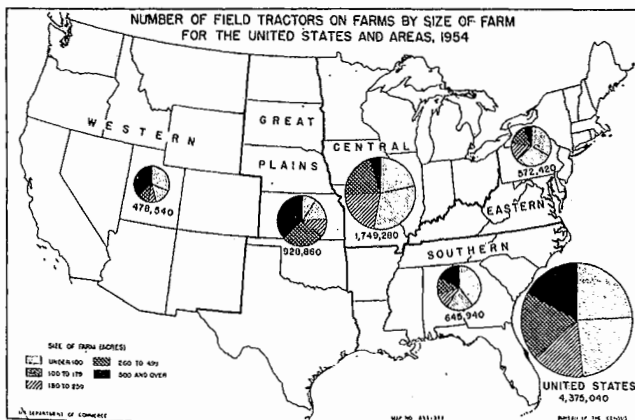 NUMBER OF FIELD TRACTORS ON FARMS BY SIZE OF FARM
FOR THE UNITED STATES AND AREAS, 1954
WESTERN
GREAT
PLAINS
CENTRAL
EASTERN
SOUTHERN
478,540
928,860
1,749,280
572,420
645,940
UNITED STATES
4,375,040
SIZE OF FARM (ACRES)
UNDER 100
100 TO 179
180 TO 259
260 TO 499
500 AND OVER
DEPARTMENT OF COMMERCE
MAP NO.
BUREAU OF THE CENSUS